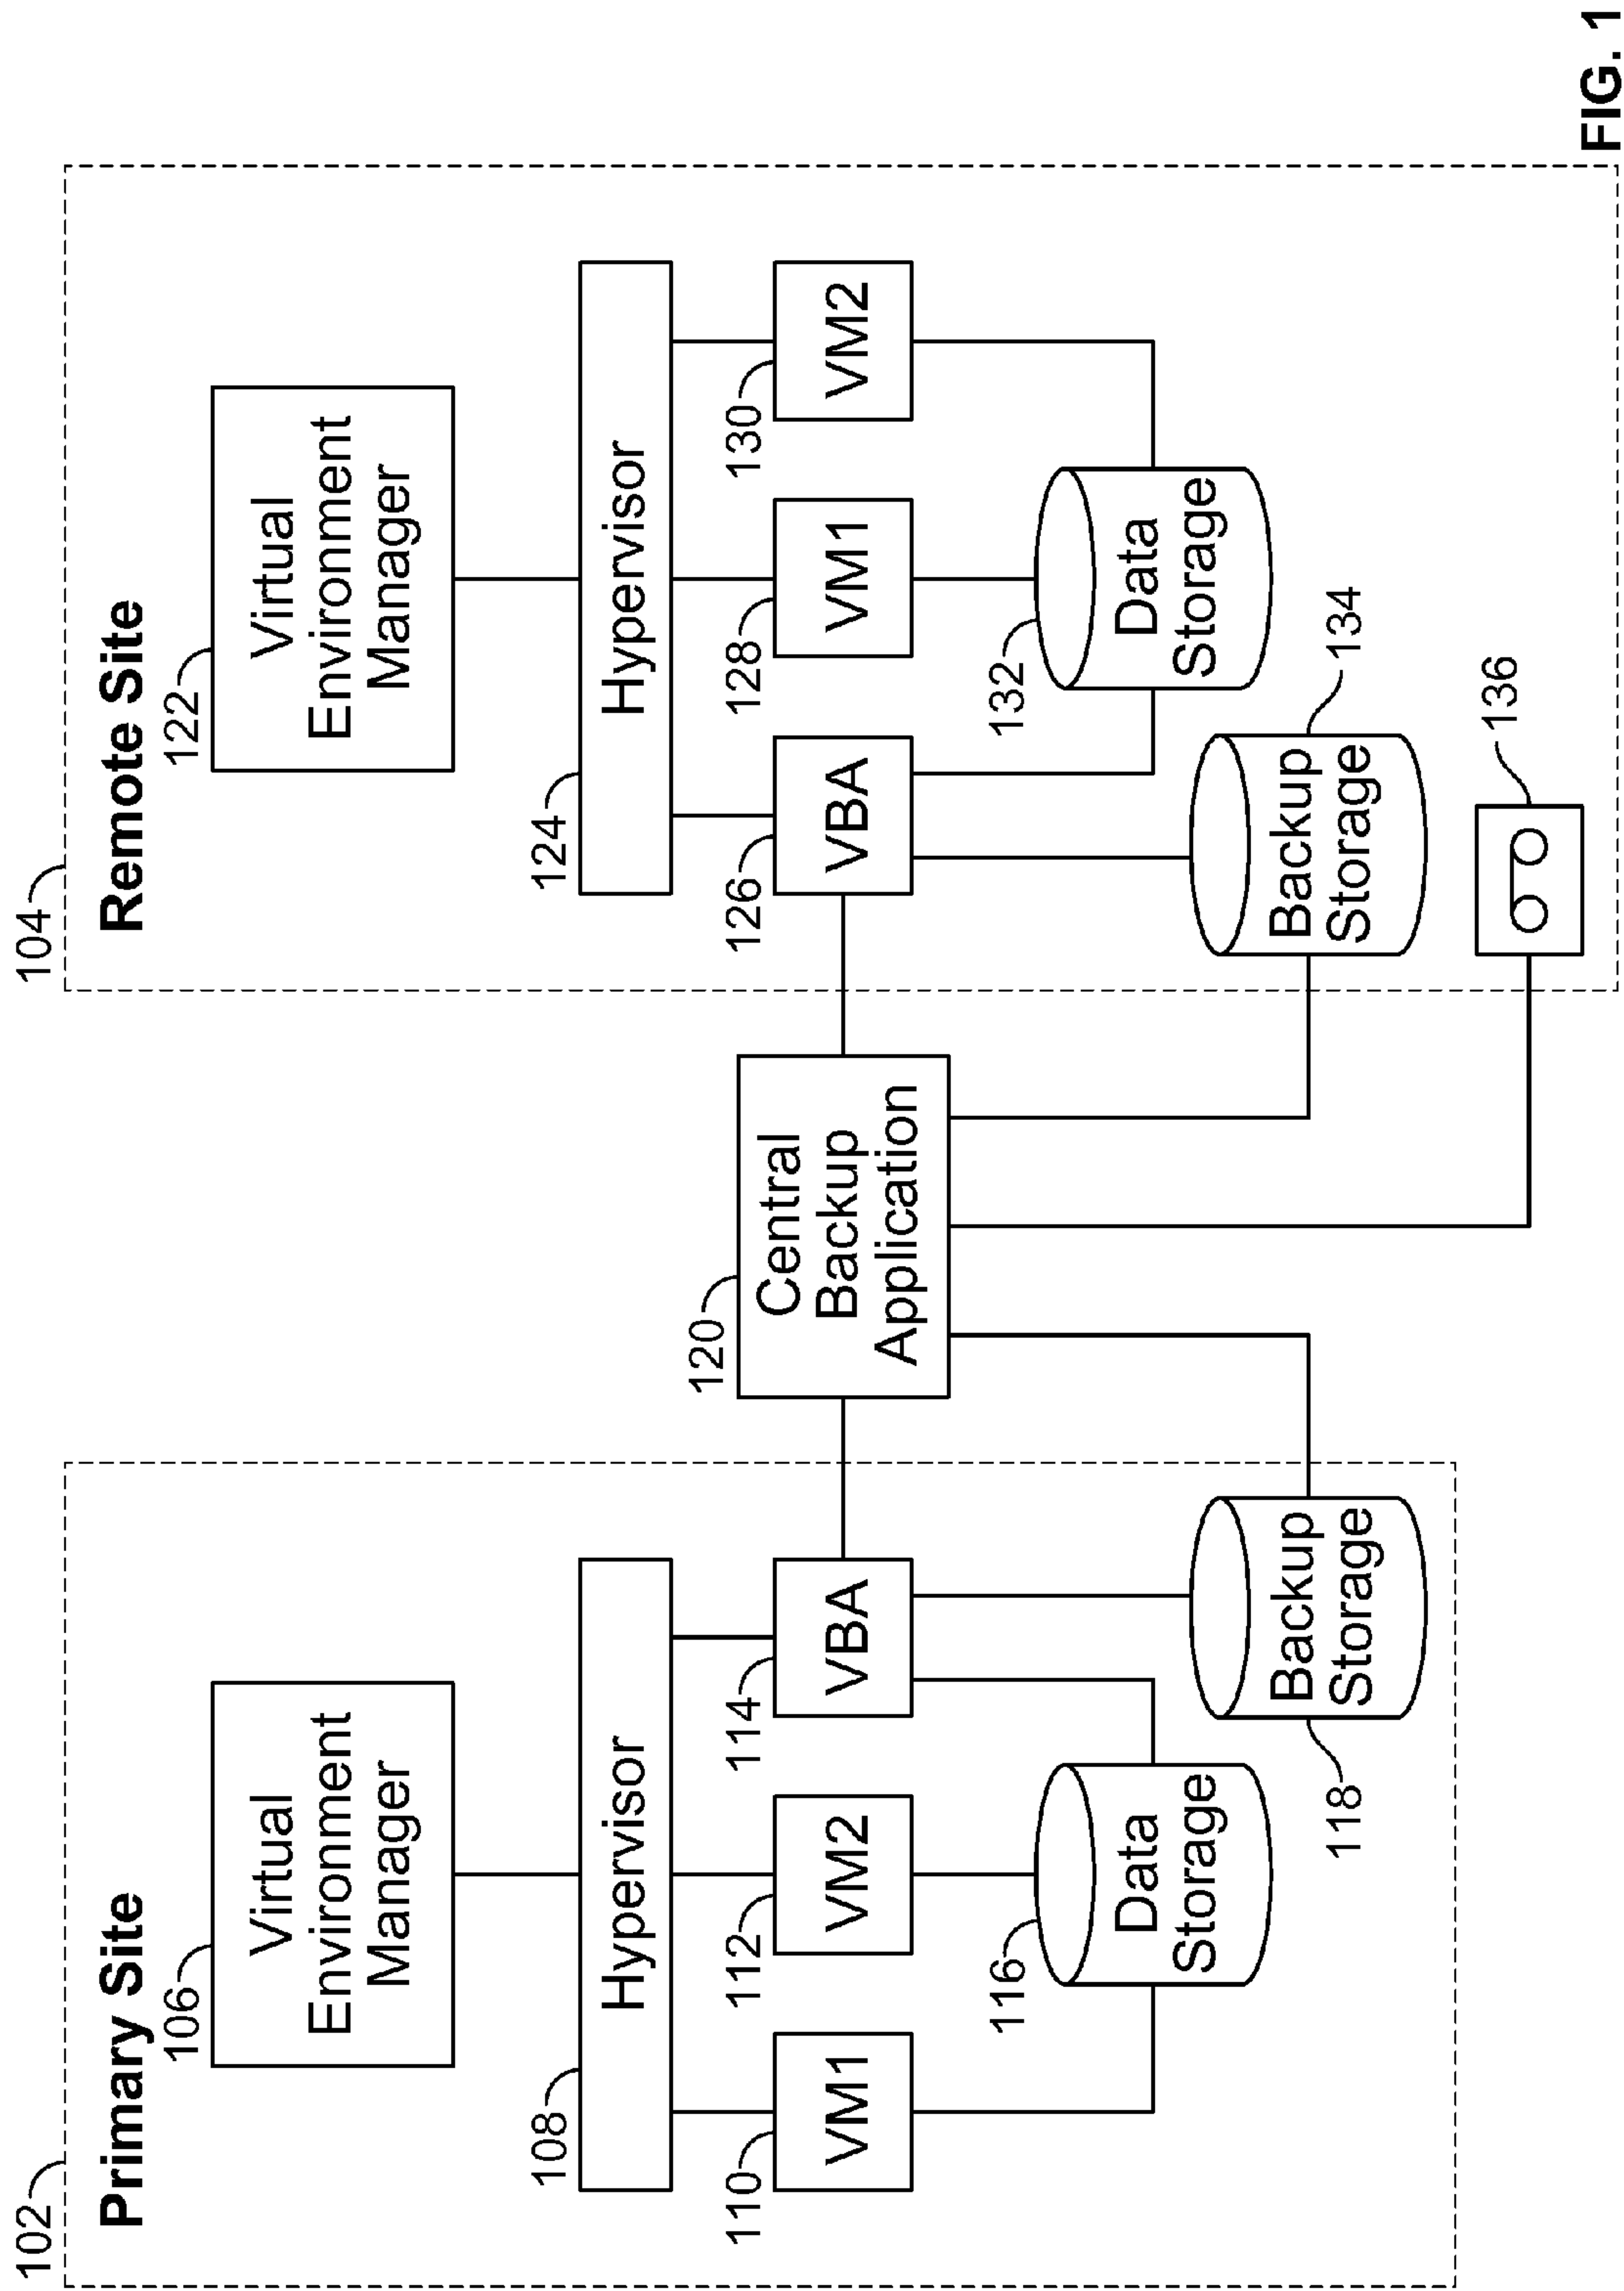 102
Primary Site
106
Virtual
Environment
Manager
108
Hypervisor
110
VM1
112
VM2
114
VBA
116
Data
Storage
118
Backup
Storage
120
Central
Backup
Application
104
Remote Site
122
Virtual
Environment
Manager
124
Hypervisor
126
VBA
128
VM1
130
VM2
132
Data
Storage
134
Backup
Storage
136
FIG. 1